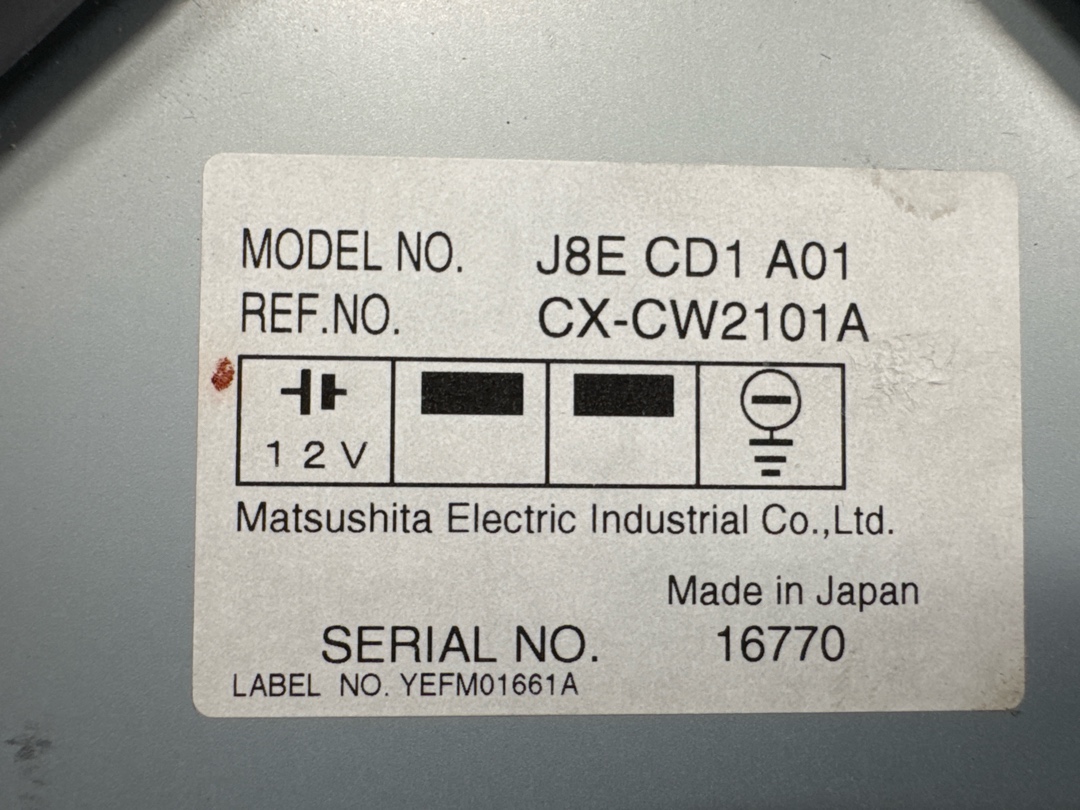 MODEL NO. J8E CD1 A01
REF.NO. CX-CW2101A
12V
Matsushita Electric Industrial Co.,Ltd.
Made in Japan
SERIAL NO. 16770
LABEL NO. YEFM01661A